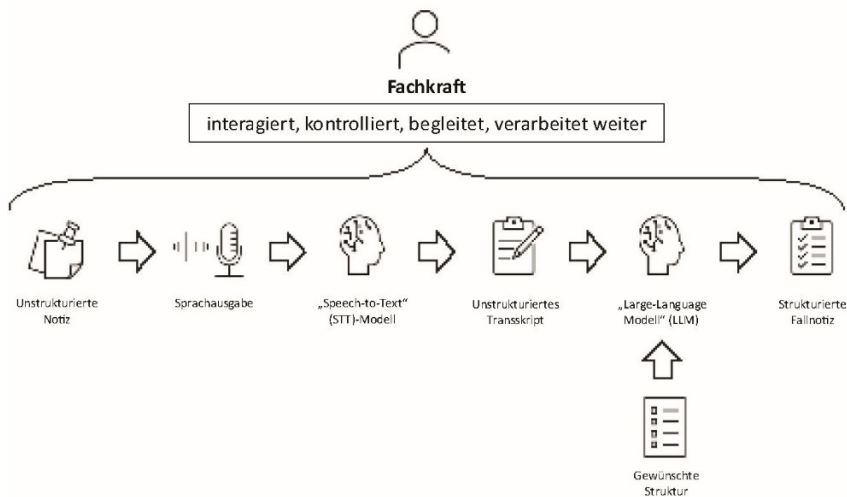 Fachkraft
interagiert, kontrolliert, begleitet, verarbeitet weiter
Unstrukturierte
Notiz
Sprachausgabe
„Speech-to-Text“
(STT)-Modell
Unstrukturiertes
Transskript
„Large-Language
Modell“ (LLM)
Strukturierte
Fallnotiz
Gewünschte
Struktur